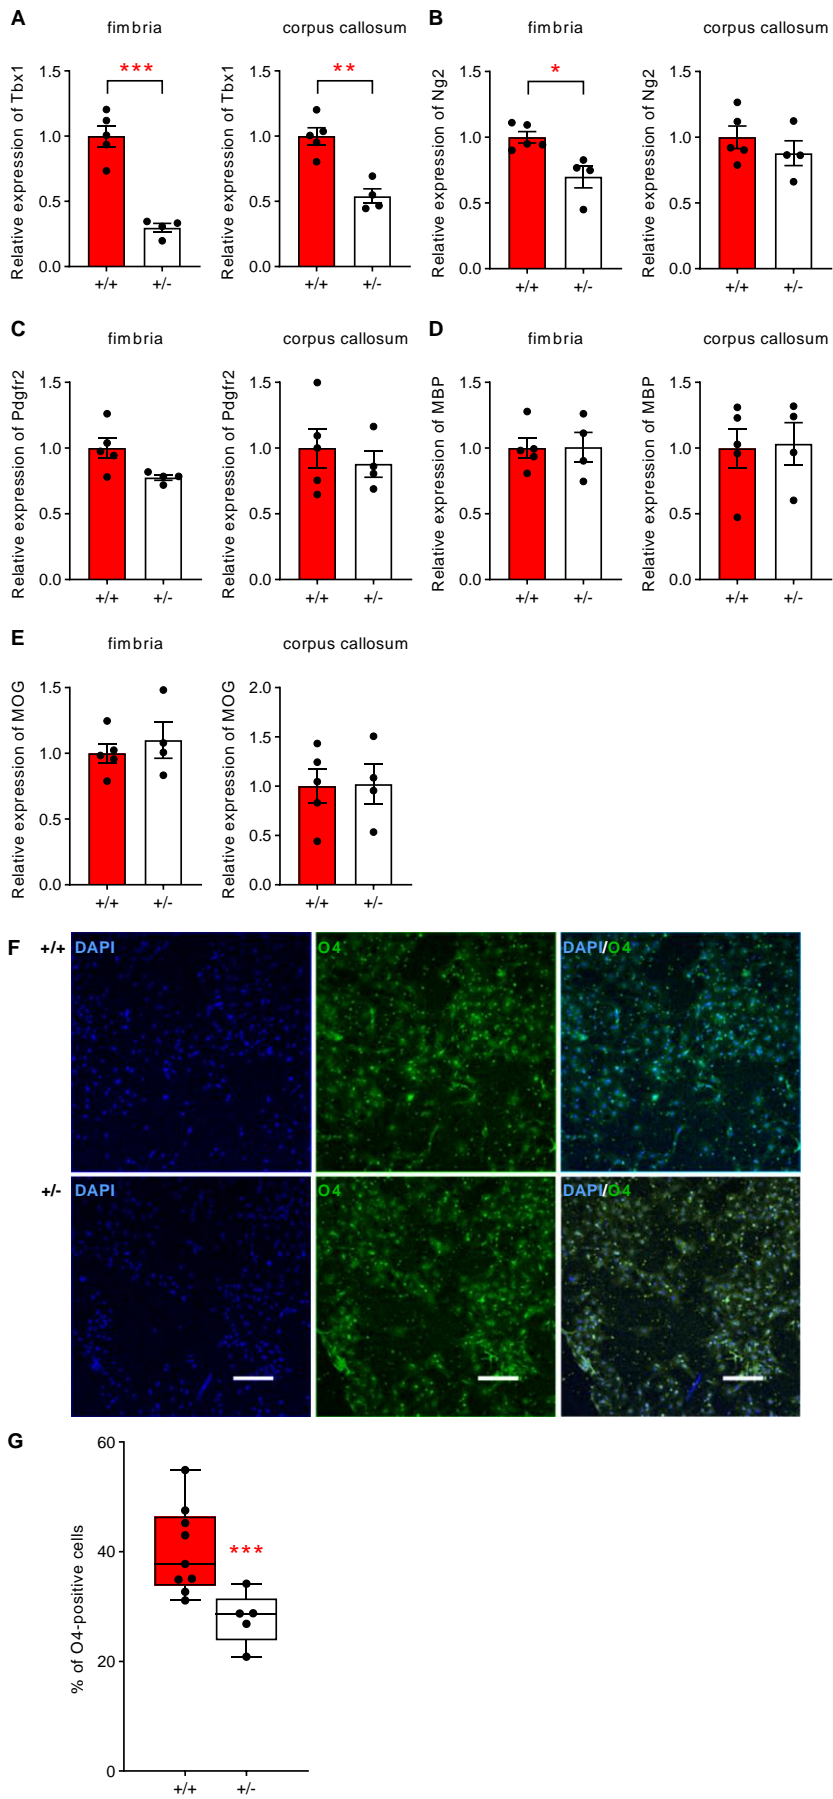 A
fimbria
corpus callosum
Relative expression of Tbx1
1.5
1.0
0.5
0.0
***
+/+
+/-
Relative expression of Tbx1
1.5
1.0
0.5
0.0
**
+/+
+/-
B
fimbria
corpus callosum
Relative expression of Ng2
1.5
1.0
0.5
0.0
*
+/+
+/-
Relative expression of Ng2
1.5
1.0
0.5
0.0
+/+
+/-
C
fimbria
corpus callosum
Relative expression of Pdgfr2
1.5
1.0
0.5
0.0
+/+
+/-
Relative expression of Pdgfr2
1.5
1.0
0.5
0.0
+/+
+/-
D
fimbria
corpus callosum
Relative expression of MBP
1.5
1.0
0.5
0.0
+/+
+/-
Relative expression of MBP
1.5
1.0
0.5
0.0
+/+
+/-
E
fimbria
corpus callosum
Relative expression of MOG
1.5
1.0
0.5
0.0
+/+
+/-
Relative expression of MOG
2.0
1.5
1.0
0.5
0.0
+/+
+/-
F
+/+
DAPI
O4
DAPI/O4
+/-
DAPI
O4
DAPI/O4
G
% of O4-positive cells
60
40
20
0
***
+/+
+/-